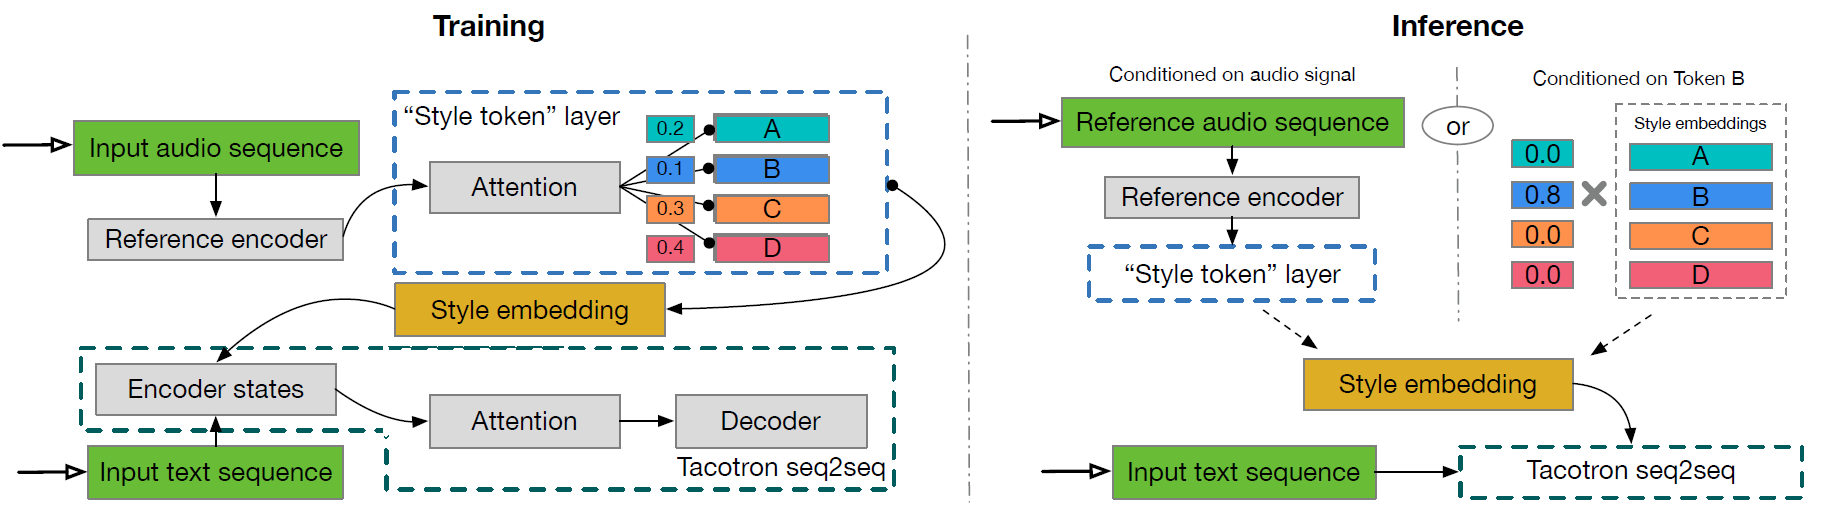 Training
Input audio sequence
Reference encoder
“Style token” layer
Attention
0.2 A
0.1 B
0.3 C
0.4 D
Style embedding
Encoder states
Attention
Decoder
Tacotron seq2seq
Input text sequence
Inference
Conditioned on audio signal
Reference audio sequence
Reference encoder
“Style token” layer
or
Conditioned on Token B
Style embeddings
0.0 A
0.8 B
0.0 C
0.0 D
Style embedding
Input text sequence
Tacotron seq2seq